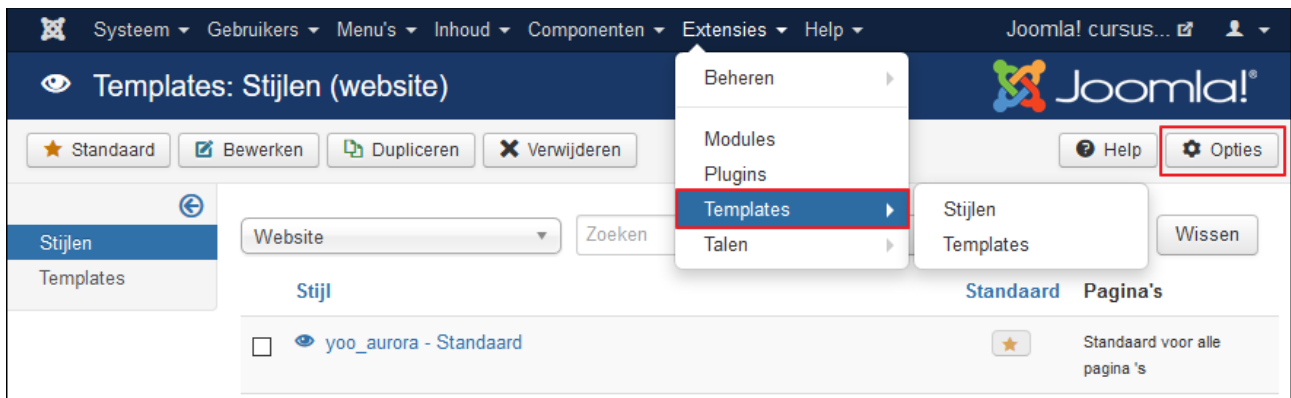 Systeem Gebruikers Menu's Inhoud Componenten Extensies Help Joomla! cursus...
Templates: Stijlen (website)
Beheren
Joomla!®
Standaard Bewerken Dupliceren Verwijderen
Modules
Help Opties
Plugins
Templates
Stijlen
Stijlen
Website
Zoeken
Talen
Templates
Wissen
Templates
Stijl
Standaard Pagina's
yoo_aurora - Standaard
Standaard voor alle
pagina 's